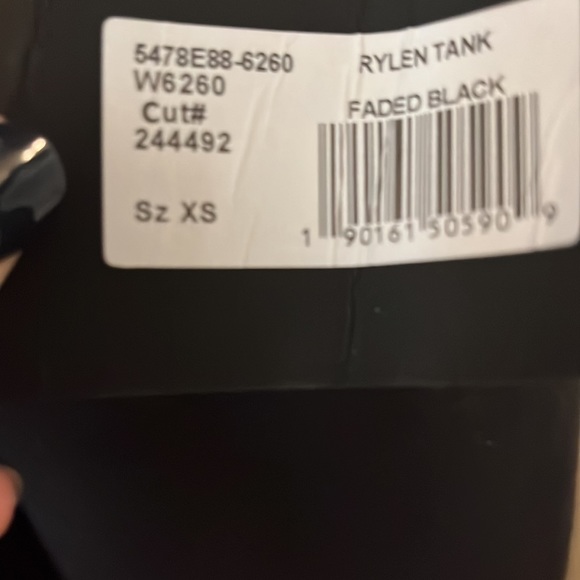 5478E88-6260
W6260
Cut#
244492
Sz XS
RYLEN TANK
FADED BLACK
1 90161 50590 9